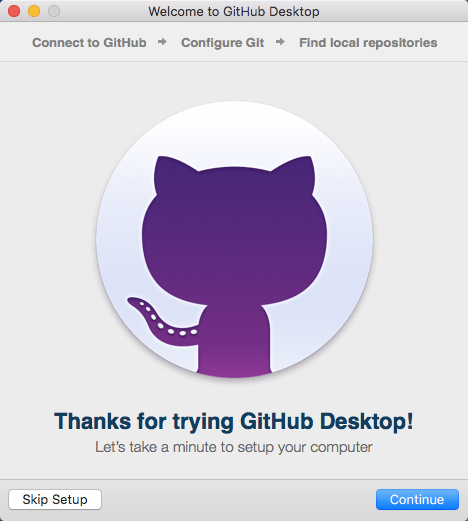 Welcome to GitHub Desktop
Connect to GitHub → Configure Git → Find local repositories
Thanks for trying GitHub Desktop!
Let's take a minute to setup your computer
Skip Setup
Continue